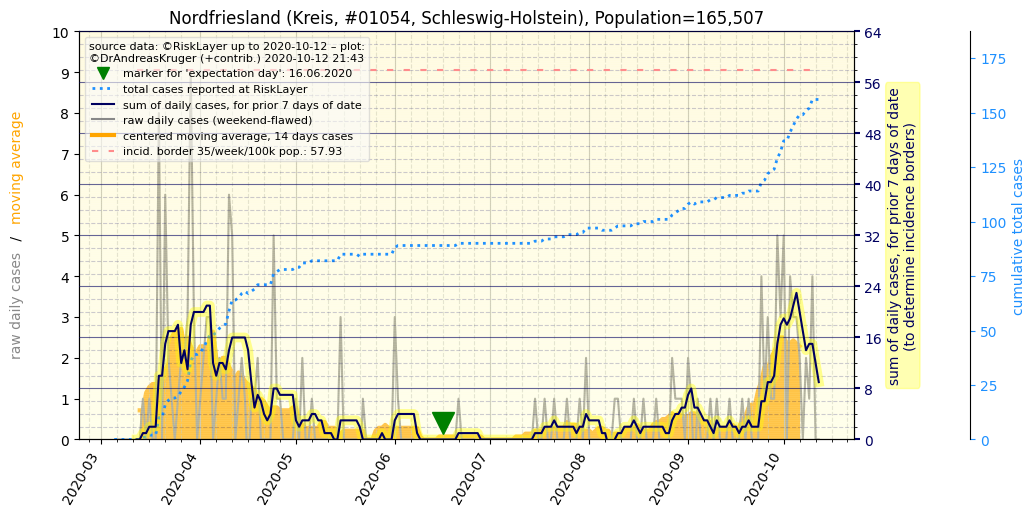 Nordfriesland (Kreis, #01054, Schleswig-Holstein), Population=165,507
source data: ©RiskLayer up to 2020-10-12 – plot:
©DrAndreasKruger (+contrib.) 2020-10-12 21:43
marker for 'expectation day': 16.06.2020
total cases reported at RiskLayer
sum of daily cases, for prior 7 days of date
raw daily cases (weekend-flawed)
centered moving average, 14 days cases
incid. border 35/week/100k pop.: 57.93
raw daily cases / moving average
10
9
8
7
6
5
4
3
2
1
0
2020-03
2020-04
2020-05
2020-06
2020-07
2020-08
2020-09
2020-10
64
56
48
40
32
24
16
8
0
sum of daily cases, for prior 7 days of date
(to determine incidence borders)
175
150
125
100
75
50
25
0
cumulative total cases